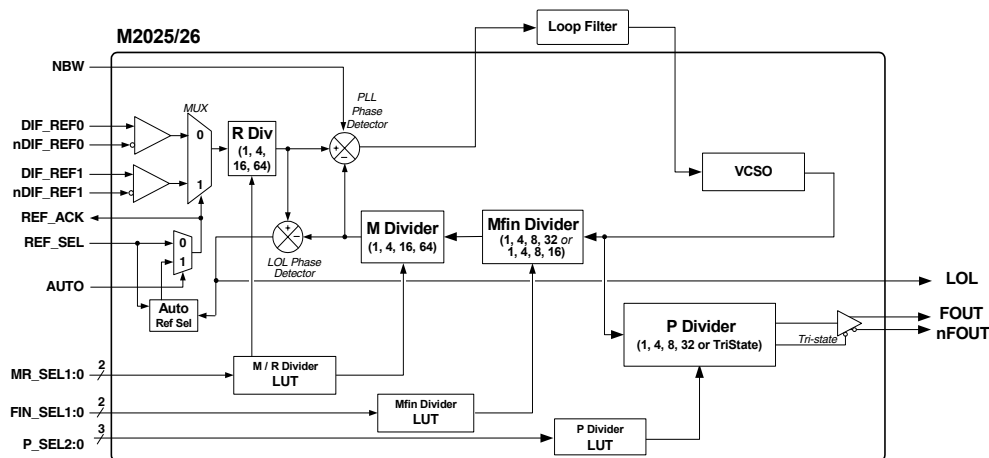 M2025/26
Loop Filter
NBW
PLL
Phase
Detector
MUX
DIF_REF0
nDIF_REF0
0
R Div
(1, 4,
16, 64)
+
−
DIF_REF1
nDIF_REF1
1
VCSO
REF_ACK
REF_SEL
0
1
AUTO
Auto
Ref Sel
+
−
LOL Phase
Detector
M Divider
(1, 4, 16, 64)
Mfin Divider
(1, 4, 8, 32 or
1, 4, 8, 16)
LOL
FOUT
nFOUT
P Divider
(1, 4, 8, 32 or TriState)
Tri-state
MR_SEL1:0
2
M / R Divider
LUT
FIN_SEL1:0
2
Mfin Divider
LUT
P_SEL2:0
3
P Divider
LUT